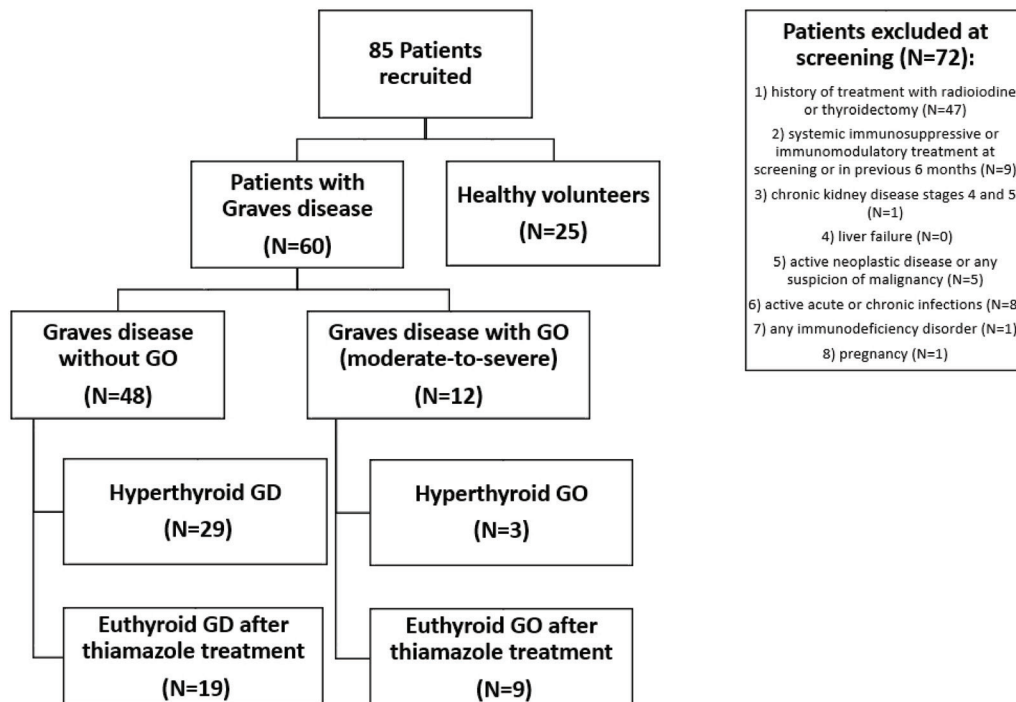 85 Patients
recruited
Patients with
Graves disease
(N=60)
Healthy volunteers
(N=25)
Graves disease
without GO
(N=48)
Graves disease with GO
(moderate-to-severe)
(N=12)
Hyperthyroid GD
(N=29)
Hyperthyroid GO
(N=3)
Euthyroid GD after
thiamazole treatment
(N=19)
Euthyroid GO after
thiamazole treatment
(N=9)
Patients excluded at
screening (N=72):
1) history of treatment with radioiodine
or thyroidectomy (N=47)
2) systemic immunosuppressive or
immunomodulatory treatment at
screening or in previous 6 months (N=9)
3) chronic kidney disease stages 4 and 5
(N=1)
4) liver failure (N=0)
5) active neoplastic disease or any
suspicion of malignancy (N=5)
6) active acute or chronic infections (N=8
7) any immunodeficiency disorder (N=1)
8) pregnancy (N=1)